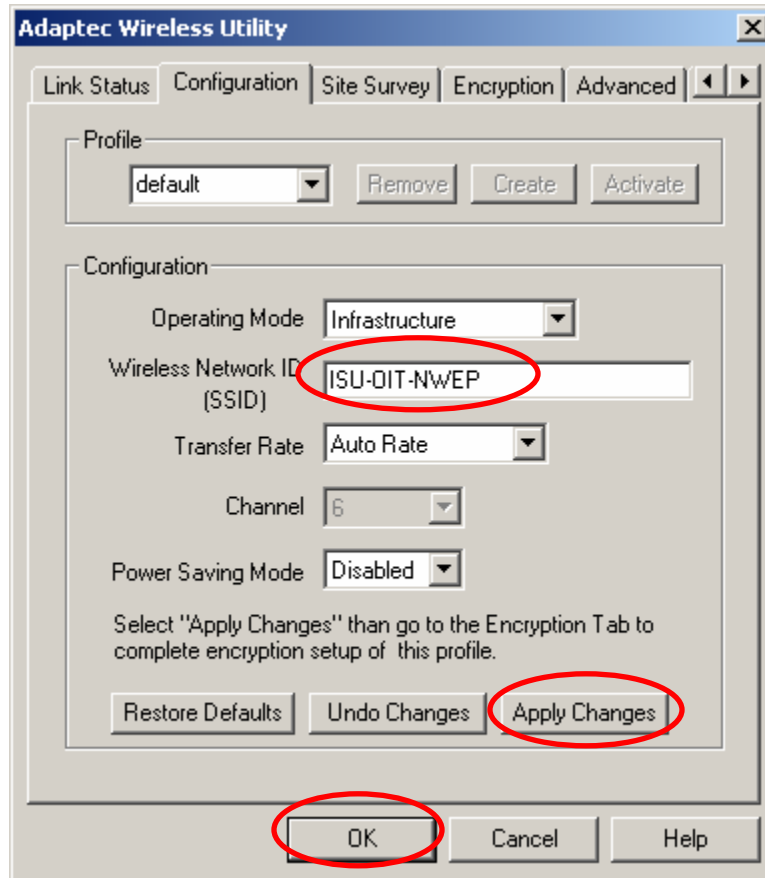 Adaptec Wireless Utility
Link Status Configuration Site Survey Encryption Advanced
Profile
default Remove Create Activate
Configuration
Operating Mode Infrastructure
Wireless Network ID
(SSID) ISU-OIT-NWEP
Transfer Rate Auto Rate
Channel 6
Power Saving Mode Disabled
Select "Apply Changes" than go to the Encryption Tab to
complete encryption setup of this profile.
Restore Defaults Undo Changes Apply Changes
OK Cancel Help